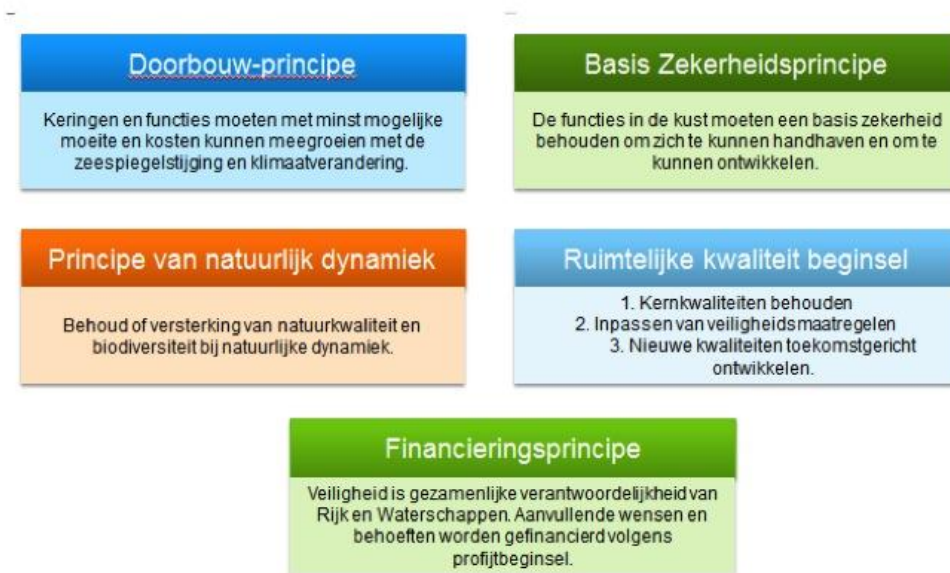 Doorbouw-principe
Keringen en functies moeten met minst mogelijke
moeite en kosten kunnen meegroeien met de
zeespiegelstijging en klimaatverandering.
Basis Zekerheidsprincipe
De functies in de kust moeten een basis zekerheid
behouden om zich te kunnen handhaven en om te
kunnen ontwikkelen.
Principe van natuurlijk dynamiek
Behoud of versterking van natuurkwaliteit en
biodiversiteit bij natuurlijke dynamiek.
Ruimtelijke kwaliteit beginsel
1. Kernkwaliteiten behouden
2. Inpassen van veiligheidsmaatregelen
3. Nieuwe kwaliteiten toekomstgericht
ontwikkelen.
Financieringsprincipe
Veiligheid is gezamenlijke verantwoordelijkheid van
Rijk en Waterschappen. Aanvullende wensen en
behoeften worden gefinancierd volgens
profijtbeginsel.